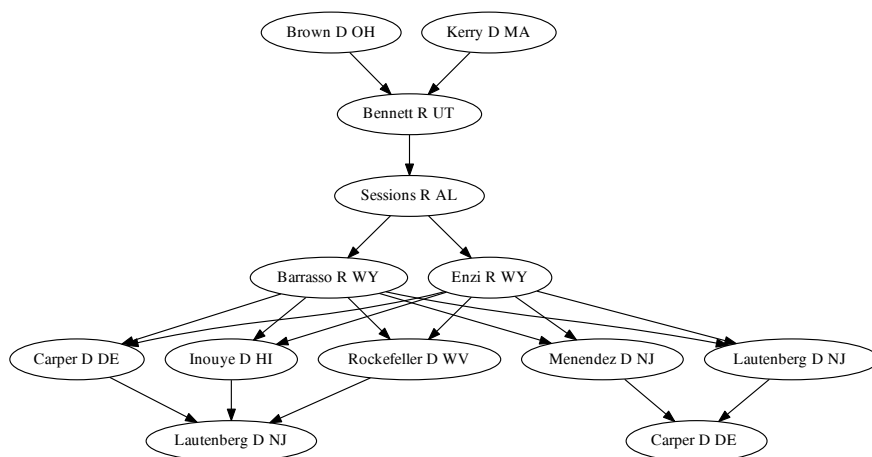 Brown D OH
Kerry D MA
Bennett R UT
Sessions R AL
Barrasso R WY
Enzi R WY
Carper D DE
Inouye D HI
Rockefeller D WV
Menendez D NJ
Lautenberg D NJ
Lautenberg D NJ
Carper D DE